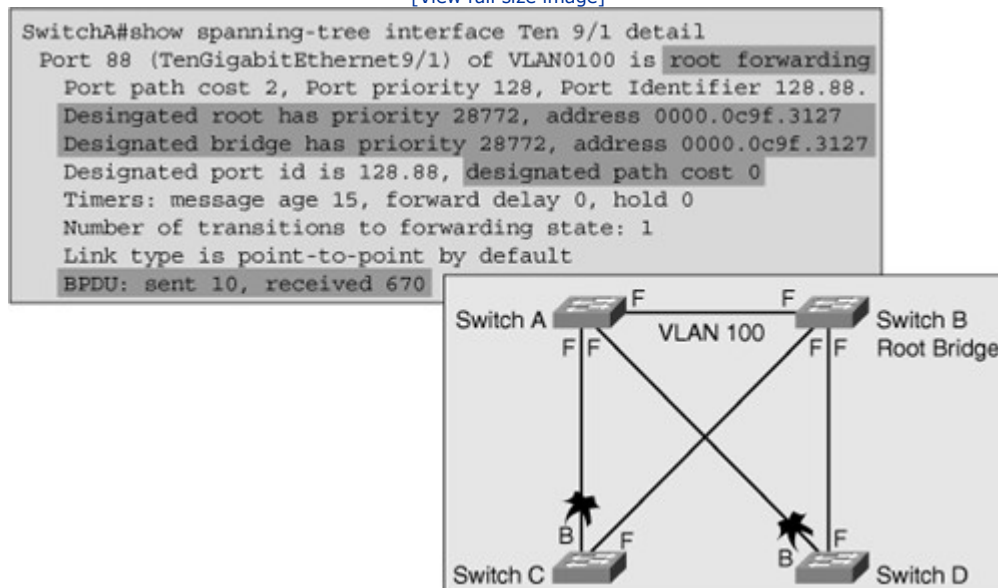 [View full size image]
SwitchA#show spanning-tree interface Ten 9/1 detail
Port 88 (TenGigabitEthernet9/1) of VLAN0100 is root forwarding
Port path cost 2, Port priority 128, Port Identifier 128.88.
Desingated root has priority 28772, address 0000.0c9f.3127
Designated bridge has priority 28772, address 0000.0c9f.3127
Designated port id is 128.88, designated path cost 0
Timers: message age 15, forward delay 0, hold 0
Number of transitions to forwarding state: 1
Link type is point-to-point by default
BPDU: sent 10, received 670
F F
Switch A VLAN 100 Switch B
F F F F Root Bridge
B F B F
Switch C Switch D